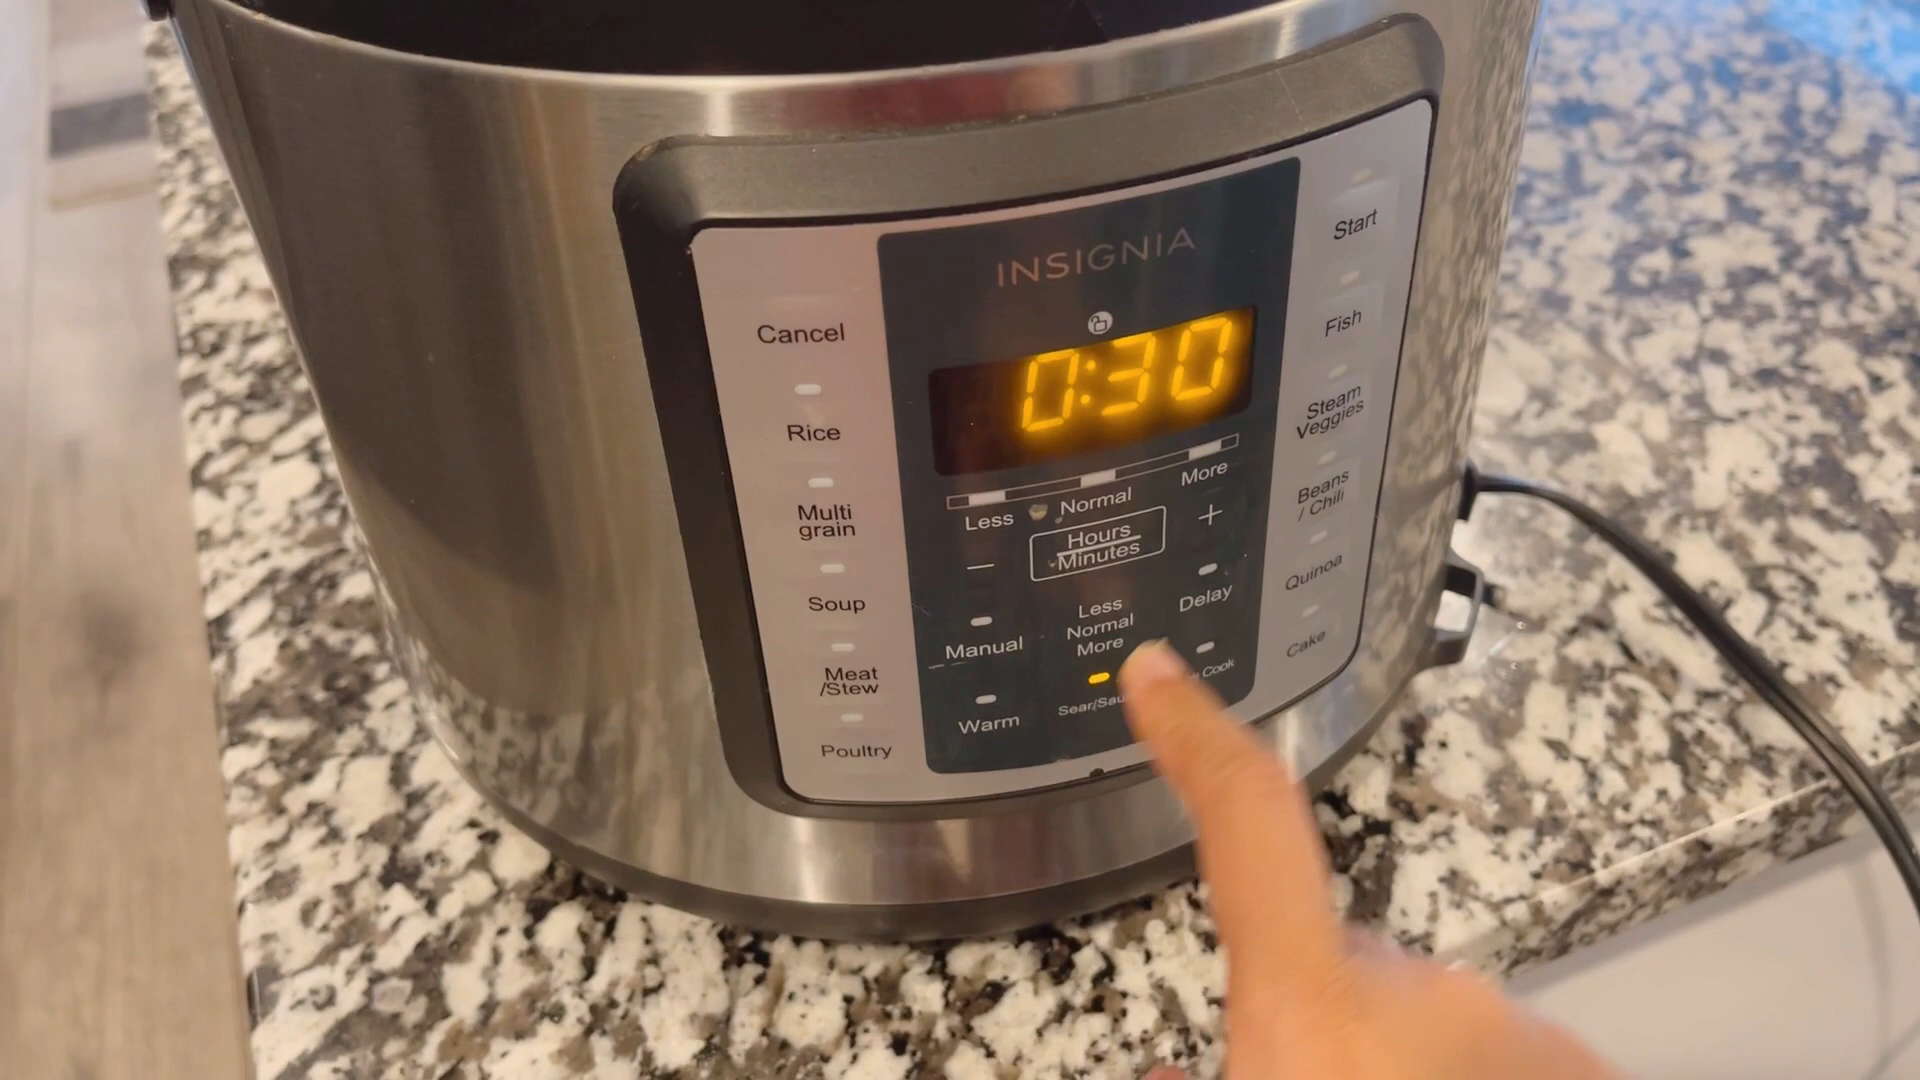 INSIGNIA
0:30
Less
Normal
More
Hours
Minutes
Less
Normal
More
Delay
Manual
Warm
Cook
Cancel
Rice
Multi
grain
Soup
Meat
/Stew
Poultry
Start
Fish
Steam
Veggies
Beans
/ Chili
Quinoa
Cake